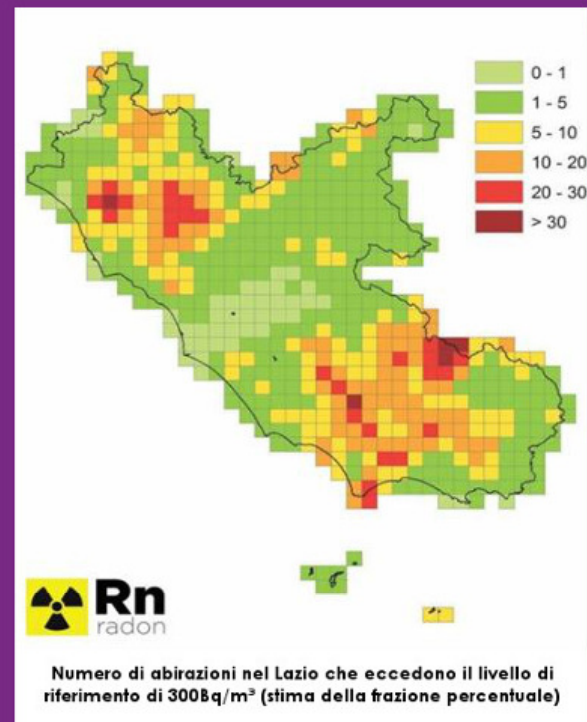 0 - 1
1 - 5
5 - 10
10 - 20
20 - 30
> 30
Rn
radon
Numero di abirazioni nel Lazio che eccedono il livello di
riferimento di 300Bq/m³ (stima della frazione percentuale)